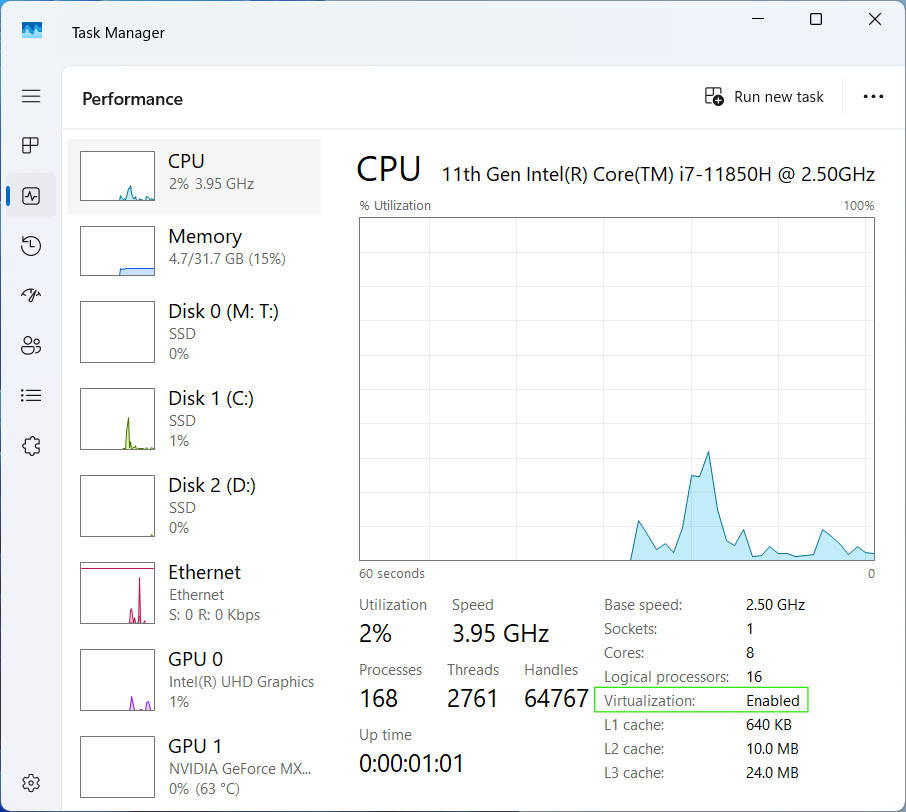 Task Manager
Performance
Run new task
CPU
2% 3.95 GHz
Memory
4.7/31.7 GB (15%)
Disk 0 (M: T:)
SSD
0%
Disk 1 (C:)
SSD
1%
Disk 2 (D:)
SSD
0%
Ethernet
Ethernet
S: 0 R: 0 Kbps
GPU 0
Intel(R) UHD Graphics
1%
GPU 1
NVIDIA GeForce MX...
0% (63 °C)
CPU 11th Gen Intel(R) Core(TM) i7-11850H @ 2.50GHz
% Utilization 100%
60 seconds 0
Utilization Speed
2% 3.95 GHz
Processes Threads Handles
168 2761 64767
Up time
0:00:01:01
Base speed: 2.50 GHz
Sockets: 1
Cores: 8
Logical processors: 16
Virtualization: Enabled
L1 cache: 640 KB
L2 cache: 10.0 MB
L3 cache: 24.0 MB